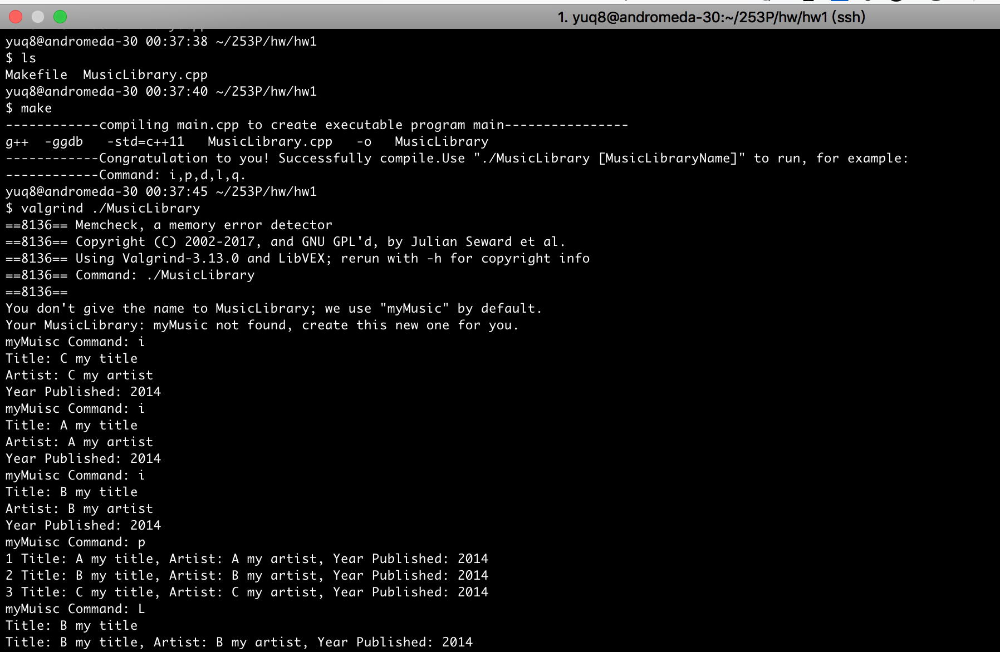 1. yuq8@andromeda-30:~/253P/hw/hw1 (ssh)
yuq8@andromeda-30 00:37:38 ~/253P/hw/hw1
$ ls
Makefile  MusicLibrary.cpp
yuq8@andromeda-30 00:37:40 ~/253P/hw/hw1
$ make
------------compiling main.cpp to create executable program main----------------
g++  -ggdb   -std=c++11   MusicLibrary.cpp   -o   MusicLibrary
------------Congratulation to you! Successfully compile.Use "./MusicLibrary [MusicLibraryName]" to run, for example:
------------Command: i,p,d,l,q.
yuq8@andromeda-30 00:37:45 ~/253P/hw/hw1
$ valgrind ./MusicLibrary
==8136== Memcheck, a memory error detector
==8136== Copyright (C) 2002-2017, and GNU GPL'd, by Julian Seward et al.
==8136== Using Valgrind-3.13.0 and LibVEX; rerun with -h for copyright info
==8136== Command: ./MusicLibrary
==8136==
You don't give the name to MusicLibrary; we use "myMusic" by default.
Your MusicLibrary: myMusic not found, create this new one for you.
myMuisc Command: i
Title: C my title
Artist: C my artist
Year Published: 2014
myMuisc Command: i
Title: A my title
Artist: A my artist
Year Published: 2014
myMuisc Command: i
Title: B my title
Artist: B my artist
Year Published: 2014
myMuisc Command: p
1 Title: A my title, Artist: A my artist, Year Published: 2014
2 Title: B my title, Artist: B my artist, Year Published: 2014
3 Title: C my title, Artist: C my artist, Year Published: 2014
myMuisc Command: L
Title: B my title
Title: B my title, Artist: B my artist, Year Published: 2014